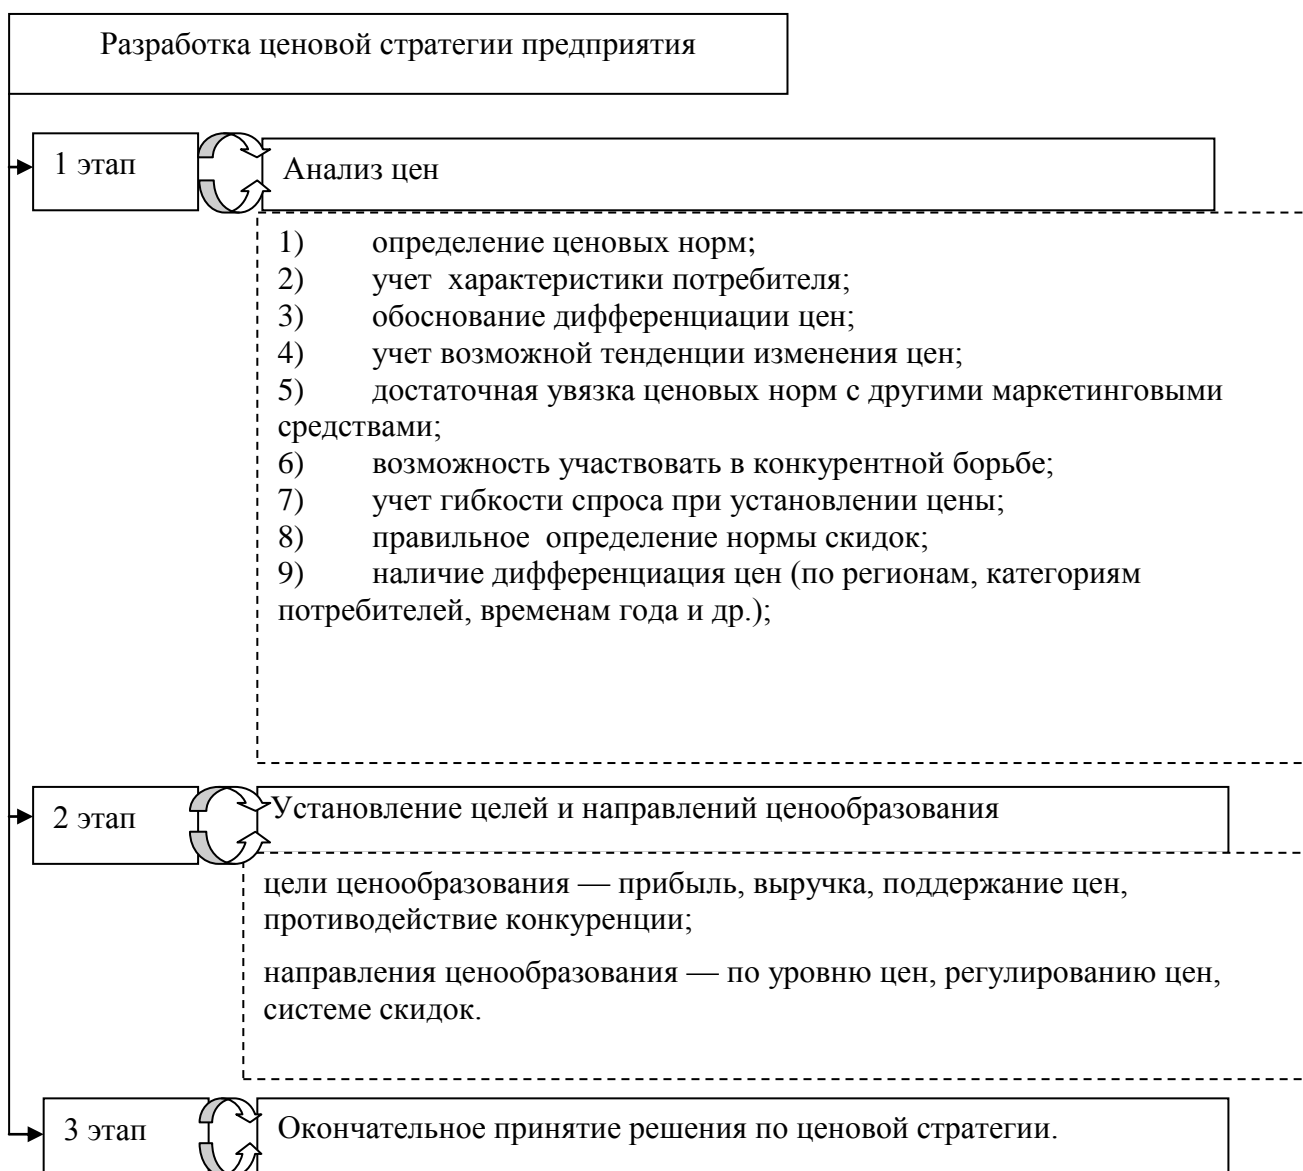 Разработка ценовой стратегии предприятия
1 этап
Анализ цен
1) определение ценовых норм;
2) учет характеристики потребителя;
3) обоснование дифференциации цен;
4) учет возможной тенденции изменения цен;
5) достаточная увязка ценовых норм с другими маркетинговыми
средствами;
6) возможность участвовать в конкурентной борьбе;
7) учет гибкости спроса при установлении цены;
8) правильное определение нормы скидок;
9) наличие дифференциация цен (по регионам, категориям
потребителей, временам года и др.);
2 этап
Установление целей и направлений ценообразования
цели ценообразования — прибыль, выручка, поддержание цен,
противодействие конкуренции;
направления ценообразования — по уровню цен, регулированию цен,
системе скидок.
3 этап
Окончательное принятие решения по ценовой стратегии.